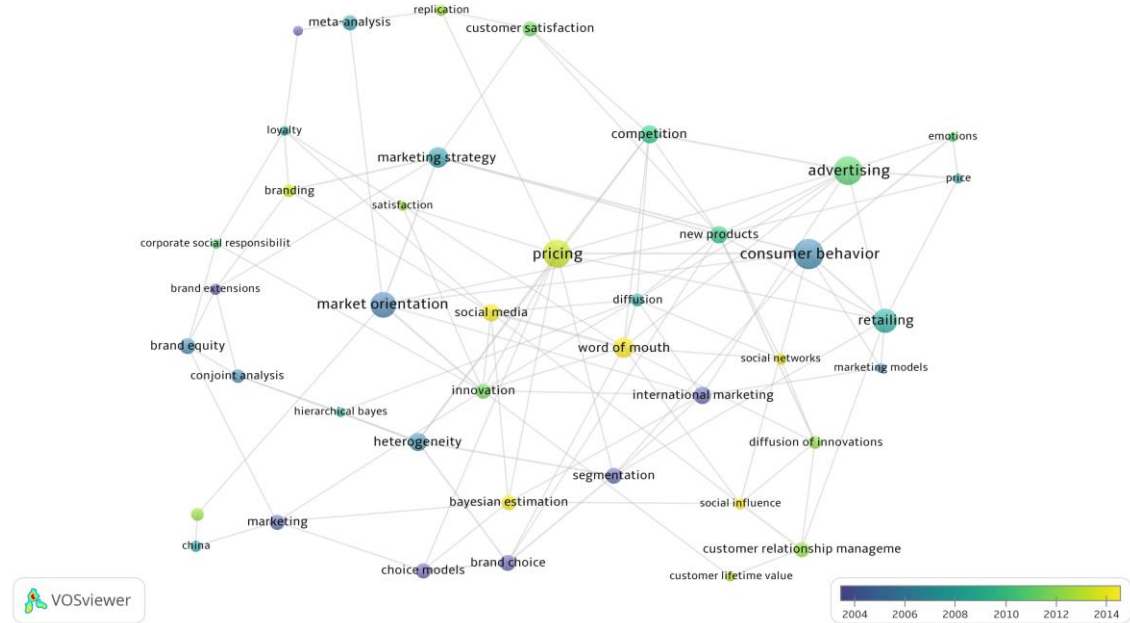 replication
meta-analysis
customer satisfaction
loyalty
competition
emotions
marketing strategy
advertising
price
branding
satisfaction
new products
corporate social responsibilit
pricing
consumer behavior
brand extensions
market orientation
diffusion
social media
retailing
brand equity
word of mouth
social networks
marketing models
conjoint analysis
innovation
international marketing
hierarchical bayes
heterogeneity
diffusion of innovations
segmentation
bayesian estimation
social influence
marketing
china
customer relationship manageme
brand choice
choice models
customer lifetime value
VOSviewer
2004 2006 2008 2010 2012 2014